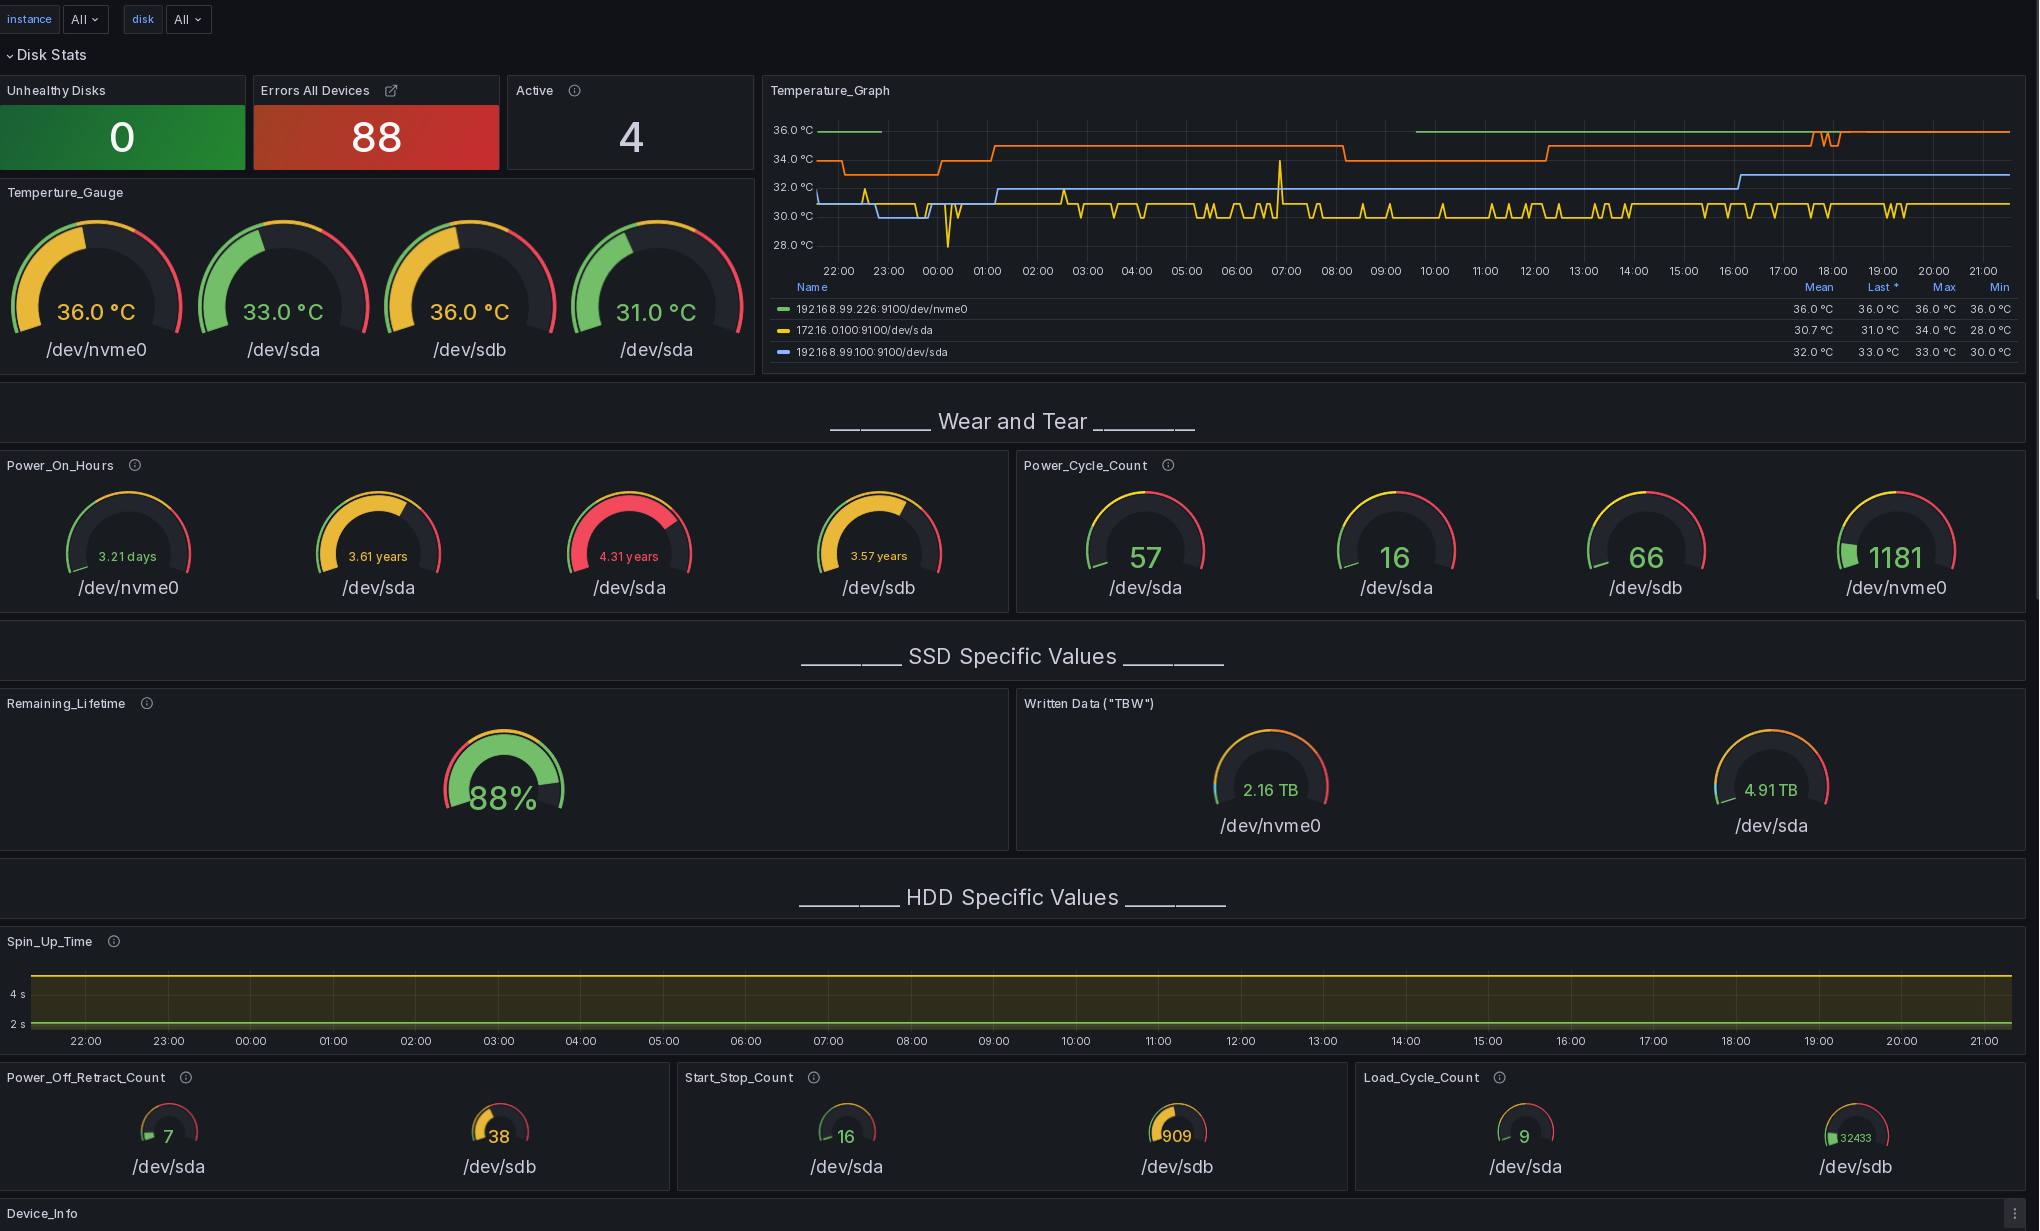 instance All disk All
Disk Stats
Unhealthy Disks
0
Errors All Devices
88
Active
4
Temperature_Graph
36.0 °C
34.0 °C
32.0 °C
30.0 °C
28.0 °C
22:00 23:00 00:00 01:00 02:00 03:00 04:00 05:00 06:00 07:00 08:00 09:00 10:00 11:00 12:00 13:00 14:00 15:00 16:00 17:00 18:00 19:00 20:00 21:00
Name Mean Last * Max Min
192.168.99.226:9100/dev/nvme0 36.0 °C 36.0 °C 36.0 °C 36.0 °C
172.16.0.100:9100/dev/sda 30.7 °C 31.0 °C 34.0 °C 28.0 °C
192.168.99.100:9100/dev/sda 32.0 °C 33.0 °C 33.0 °C 30.0 °C
Temperture_Gauge
36.0 °C 33.0 °C 36.0 °C 31.0 °C
/dev/nvme0 /dev/sda /dev/sdb /dev/sda
__________ Wear and Tear __________
Power_On_Hours
3.21 days 3.61 years 4.31 years 3.57 years
/dev/nvme0 /dev/sda /dev/sda /dev/sdb
Power_Cycle_Count
57 16 66 1181
/dev/sda /dev/sda /dev/sdb /dev/nvme0
__________ SSD Specific Values __________
Remaining_Lifetime
88%
Written Data ("TBW")
2.16 TB 4.91 TB
/dev/nvme0 /dev/sda
__________ HDD Specific Values __________
Spin_Up_Time
4 s
2 s
22:00 23:00 00:00 01:00 02:00 03:00 04:00 05:00 06:00 07:00 08:00 09:00 10:00 11:00 12:00 13:00 14:00 15:00 16:00 17:00 18:00 19:00 20:00 21:00
Power_Off_Retract_Count
7 38
/dev/sda /dev/sdb
Start_Stop_Count
16 909
/dev/sda /dev/sdb
Load_Cycle_Count
9 32433
/dev/sda /dev/sdb
Device_Info